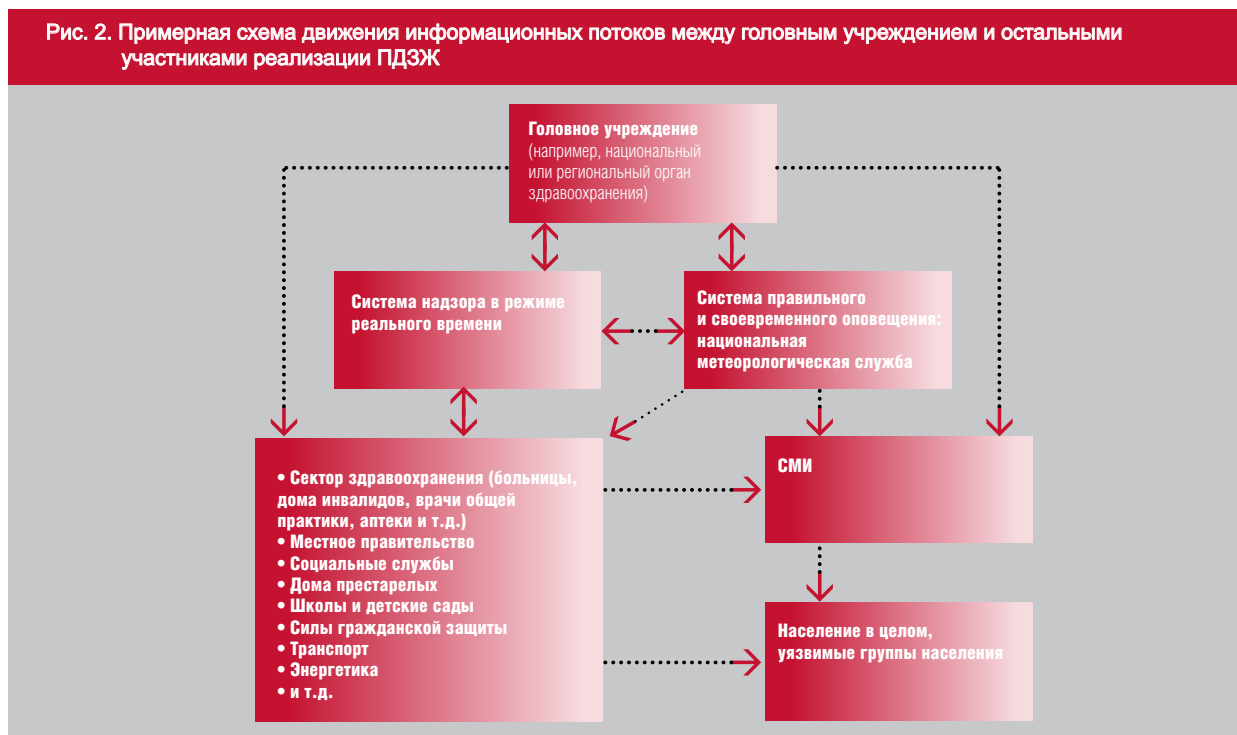 Рис. 2. Примерная схема движения информационных потоков между головным учреждением и остальными
участниками реализации ПДЗЖ
Головное учреждение
(например, национальный
или региональный орган
здравоохранения)
Система надзора в режиме
реального времени
Система правильного
и своевременного оповещения:
национальная
метеорологическая служба
• Сектор здравоохранения (больницы,
дома инвалидов, врачи общей
практики, аптеки и т.д.)
• Местное правительство
• Социальные службы
• Дома престарелых
• Школы и детские сады
• Силы гражданской защиты
• Транспорт
• Энергетика
• и т.д.
СМИ
Население в целом,
уязвимые группы населения